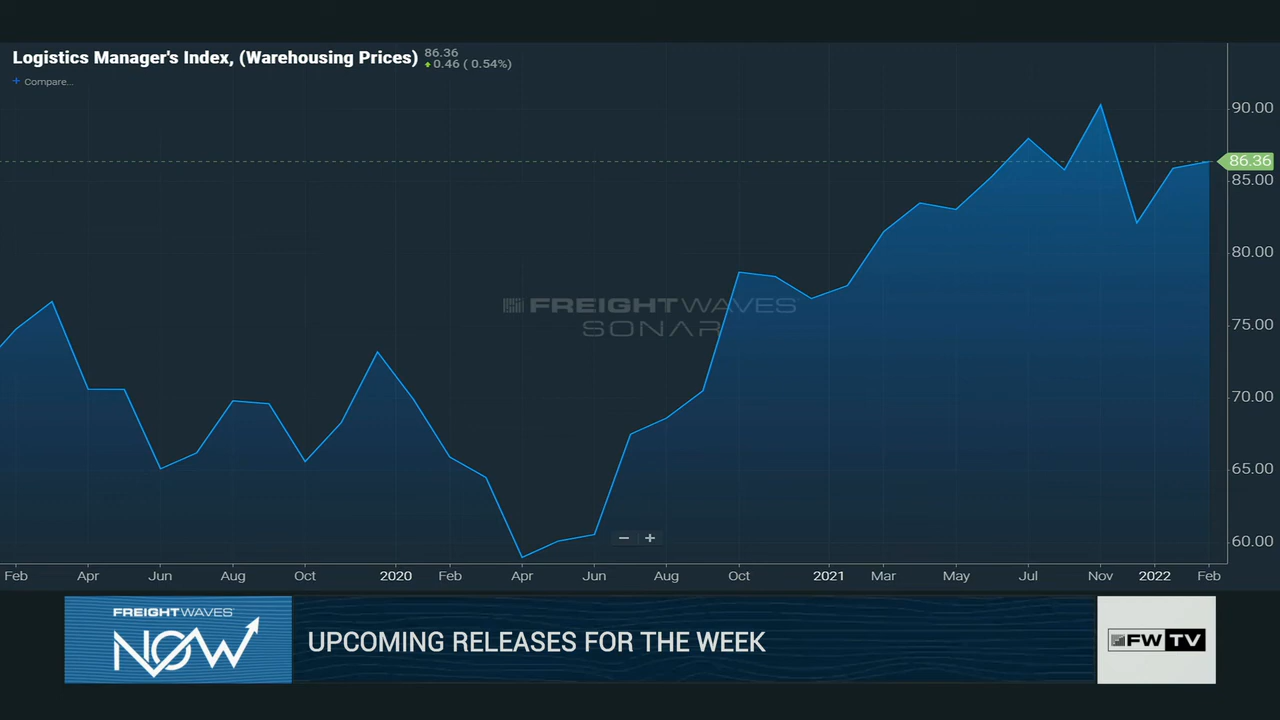 Logistics Manager's Index, (Warehousing Prices)
86.36
0.46 ( 0.54%)
+ Compare...
90.00
86.36
85.00
80.00
75.00
70.00
65.00
60.00
FREIGHTWAVES
SONAR
− +
Feb Apr Jun Aug Oct 2020 Feb Apr Jun Aug Oct 2021 Mar May Jul Nov 2022 Feb
FREIGHTWAVES
NOW
UPCOMING RELEASES FOR THE WEEK
FW TV